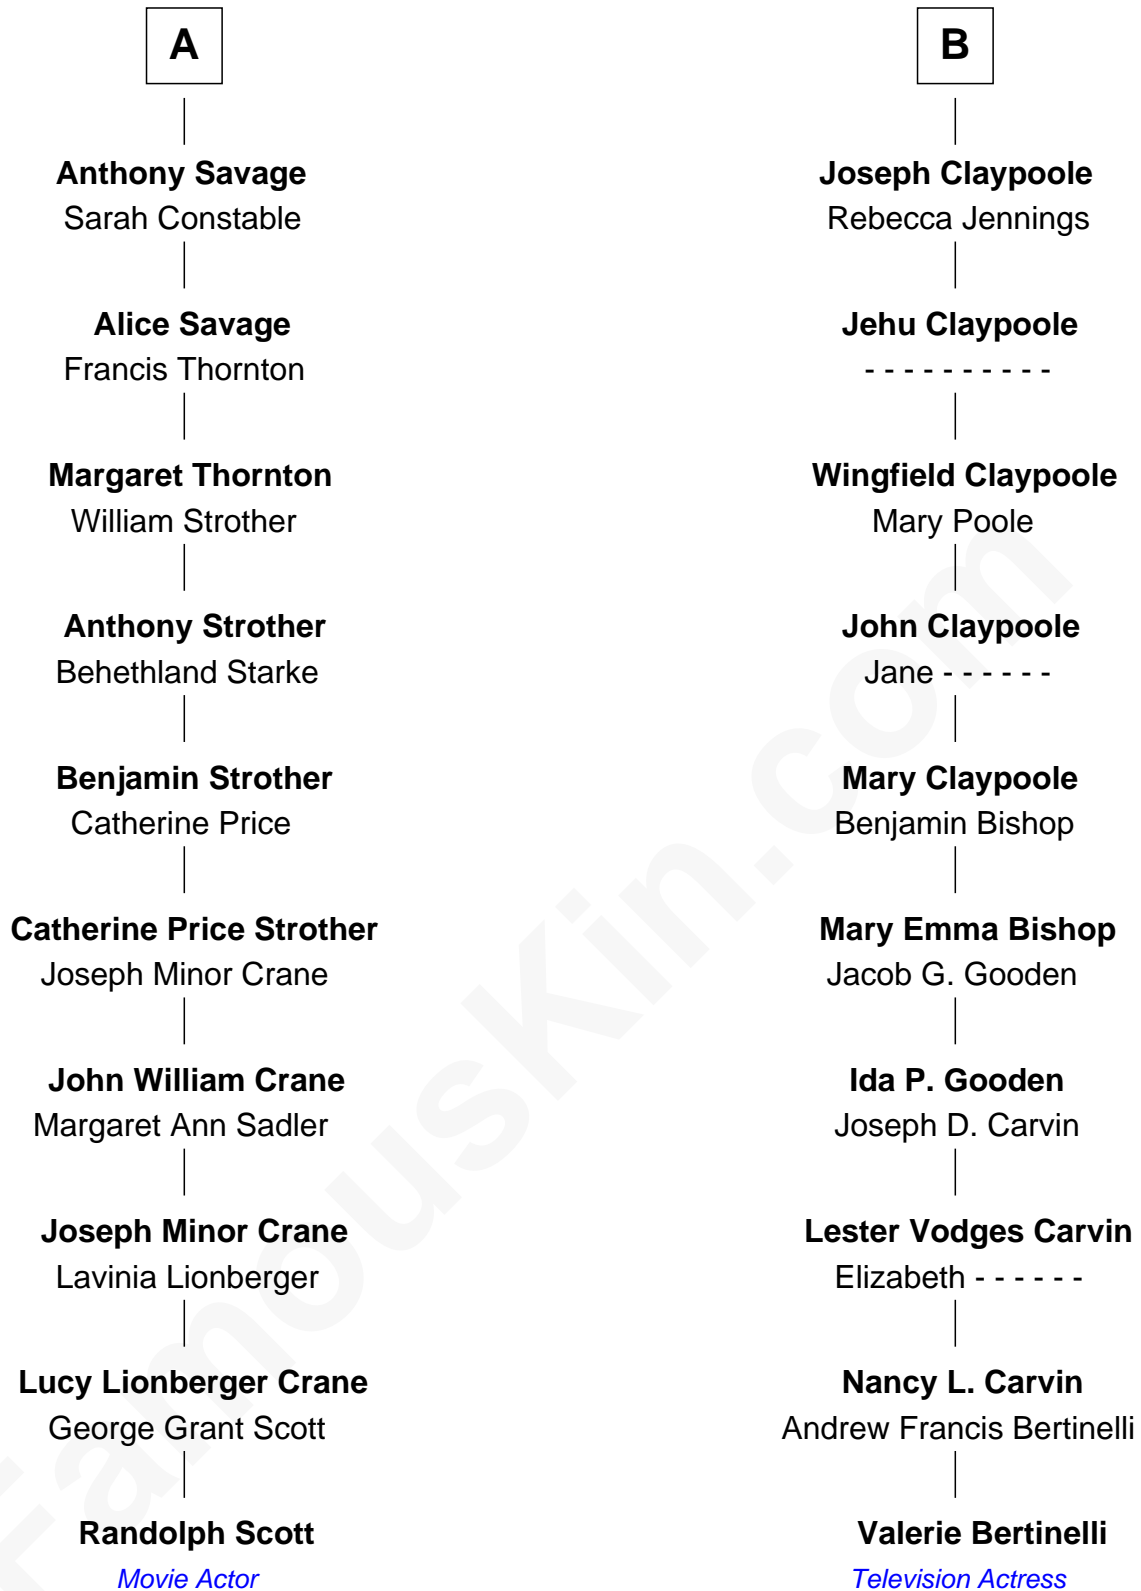 A
Anthony Savage
Sarah Constable
Alice Savage
Francis Thornton
Margaret Thornton
William Strother
Anthony Strother
Behethland Starke
Benjamin Strother
Catherine Price
Catherine Price Strother
Joseph Minor Crane
John William Crane
Margaret Ann Sadler
Joseph Minor Crane
Lavinia Lionberger
Lucy Lionberger Crane
George Grant Scott
Randolph Scott
Movie Actor
B
Joseph Claypoole
Rebecca Jennings
Jehu Claypoole
- - - - - - - - - -
Wingfield Claypoole
Mary Poole
John Claypoole
Jane - - - - - -
Mary Claypoole
Benjamin Bishop
Mary Emma Bishop
Jacob G. Gooden
Ida P. Gooden
Joseph D. Carvin
Lester Vodges Carvin
Elizabeth - - - - - -
Nancy L. Carvin
Andrew Francis Bertinelli
Valerie Bertinelli
Television Actress
FamousKin.com